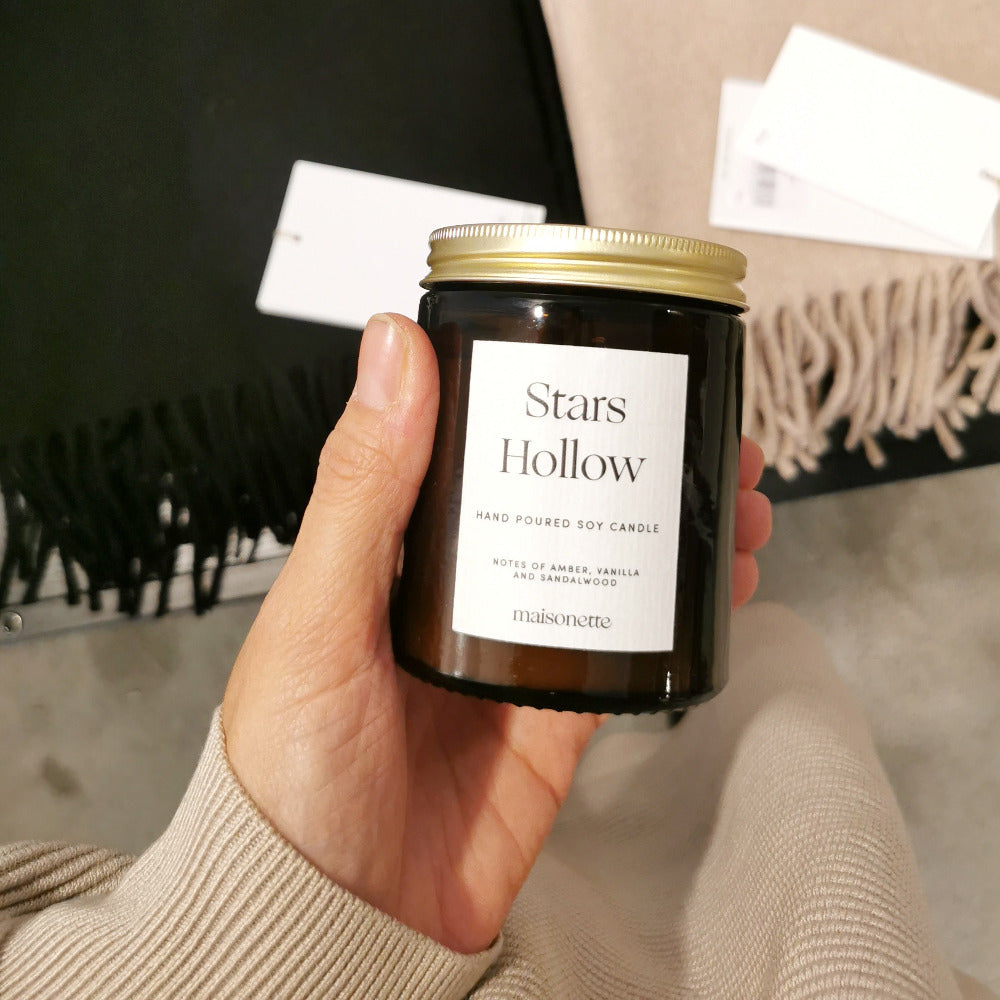 Stars
Hollow
HAND POURED SOY CANDLE
NOTES OF AMBER, VANILLA
AND SANDALWOOD
maisonette